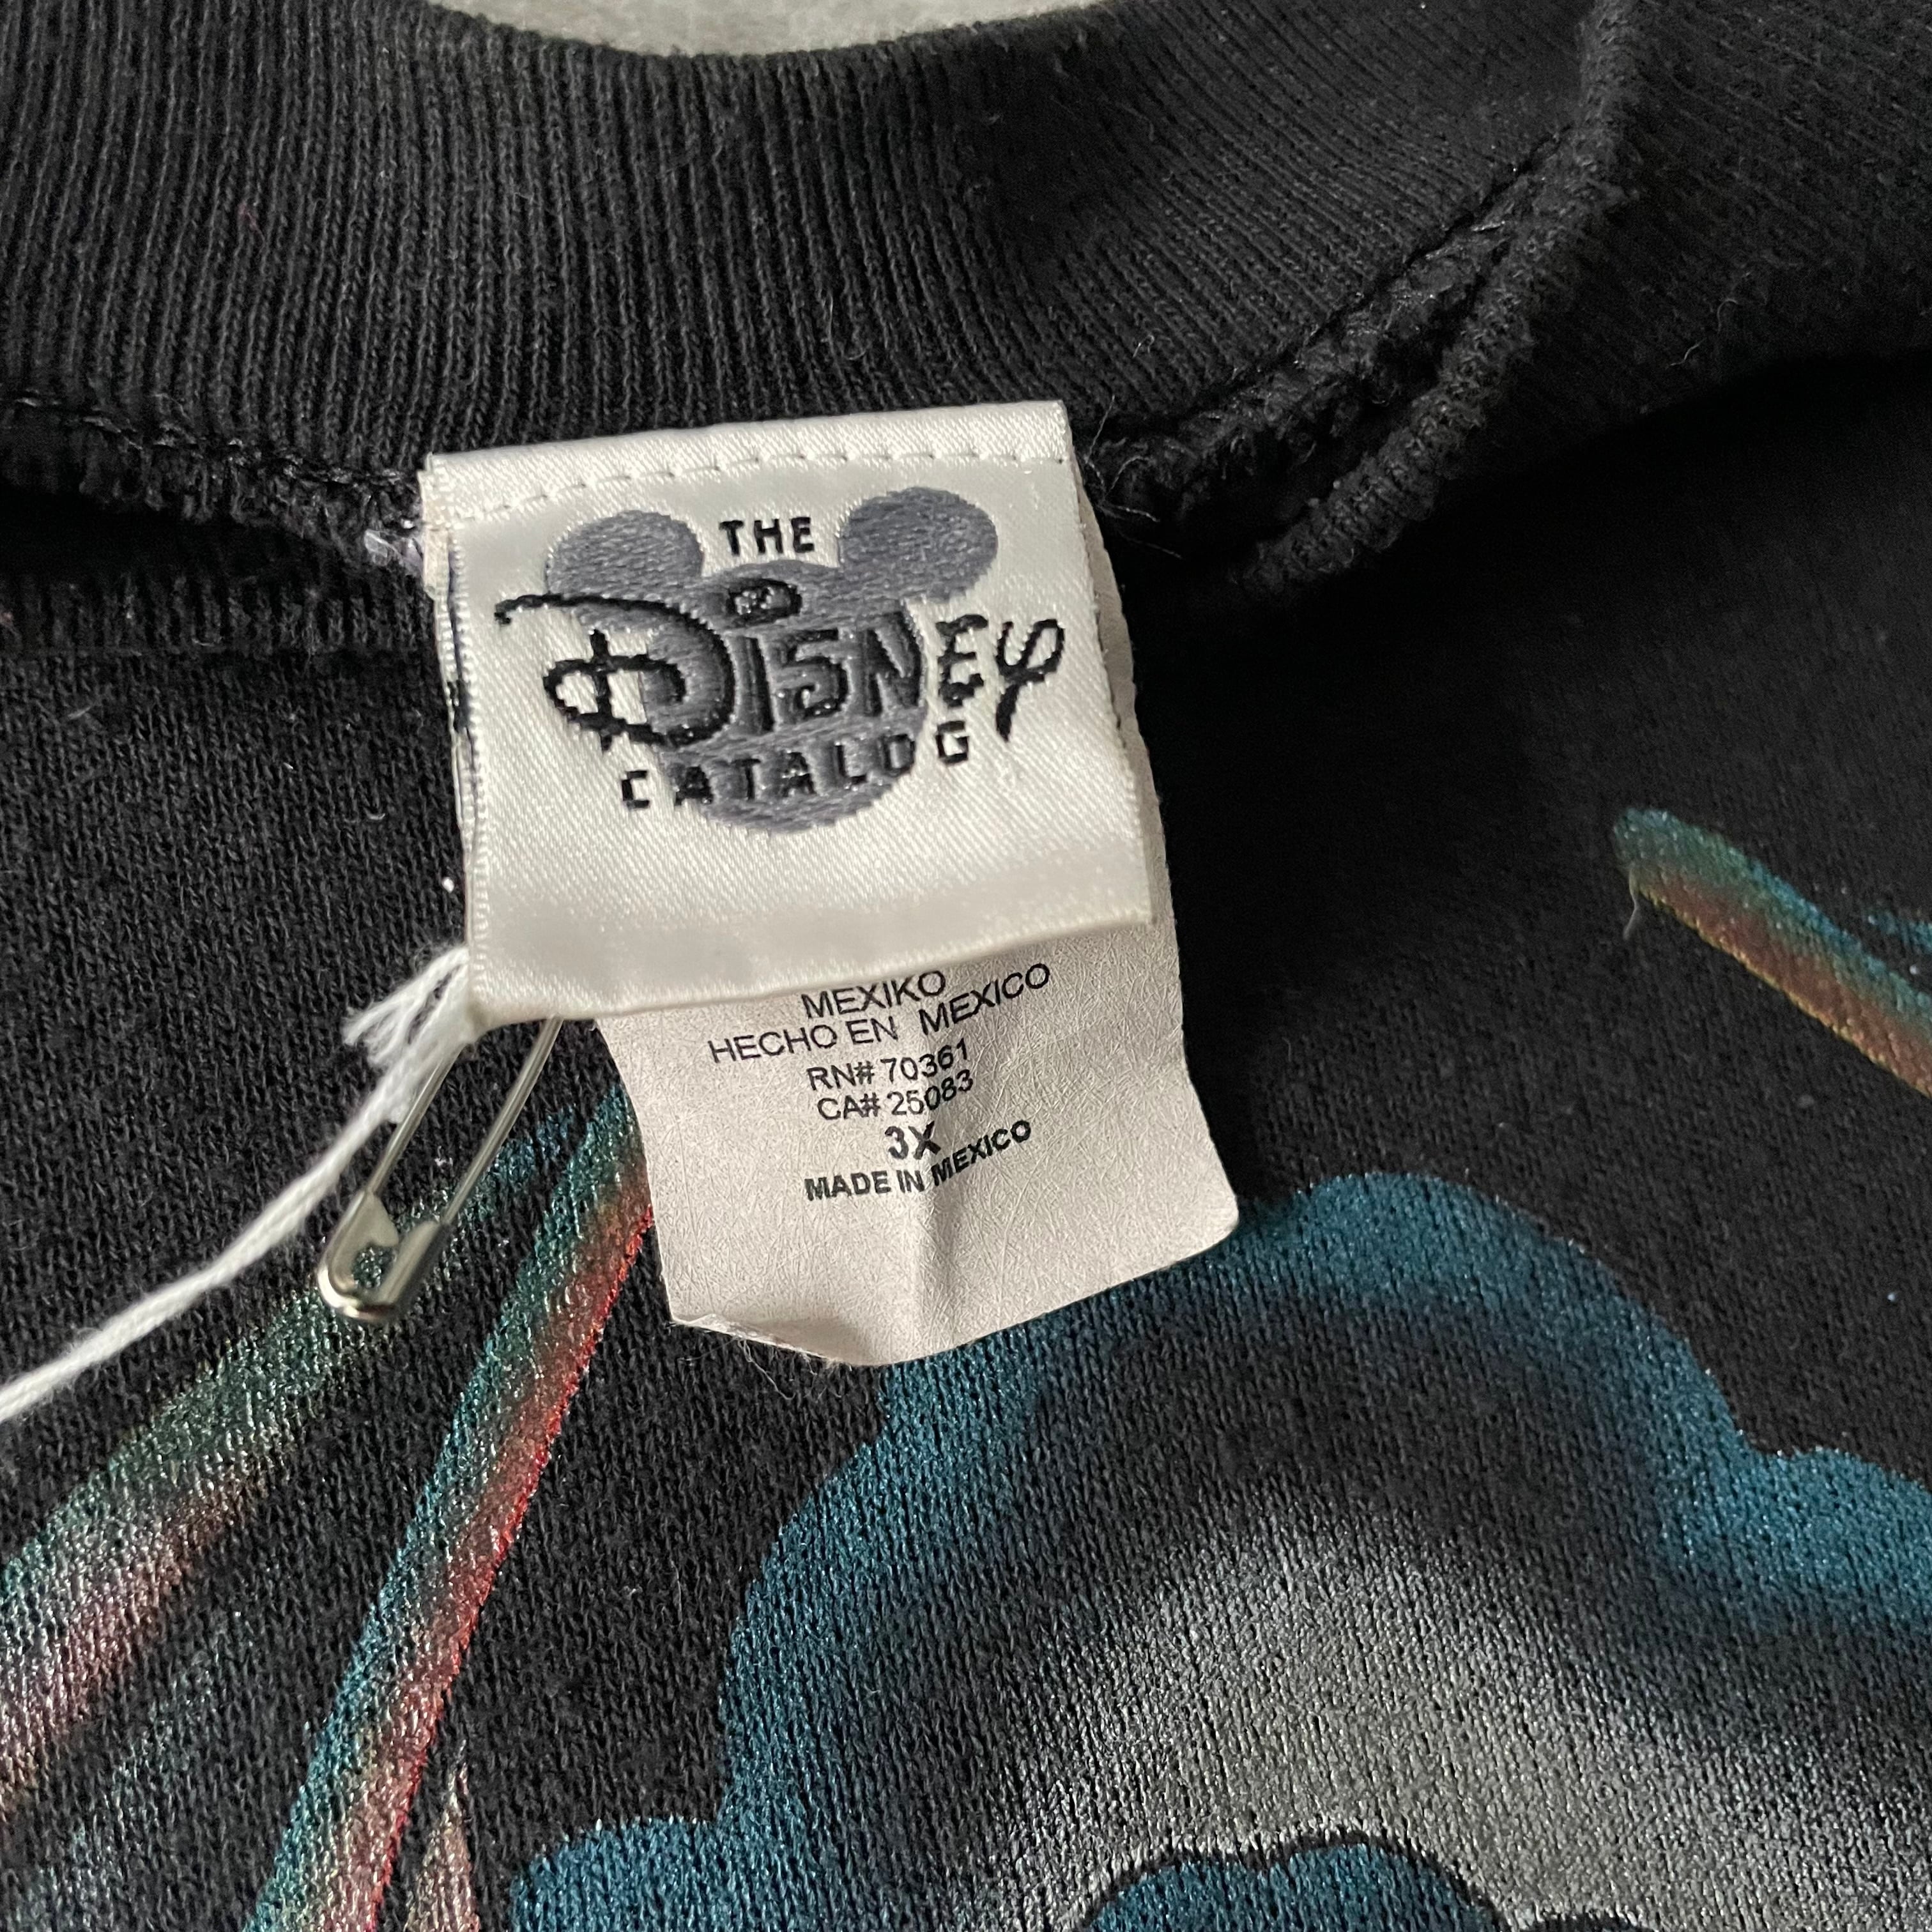 THE
DISNEY
CATALOG
MEXIKO
HECHO EN MEXICO
RN# 70361
CA# 25083
3X
MADE IN MEXICO